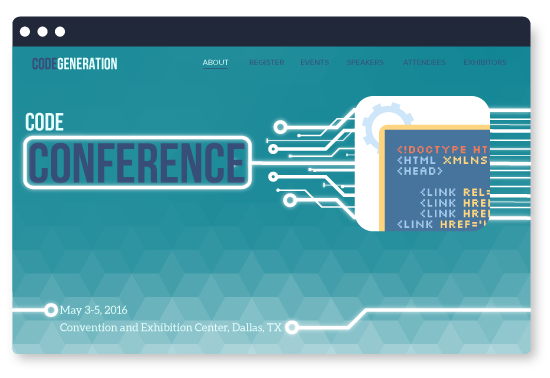 CODEGENERATION
ABOUT REGISTER EVENTS SPEAKERS ATTENDEES EXHIBITORS
CODE
CONFERENCE
<!DOCTYPE HT
<HTML XMLNS
<HEAD>
<LINK REL=
<LINK HREF
<LINK HREF
<LINK HREF="
May 3-5, 2016
Convention and Exhibition Center, Dallas, TX